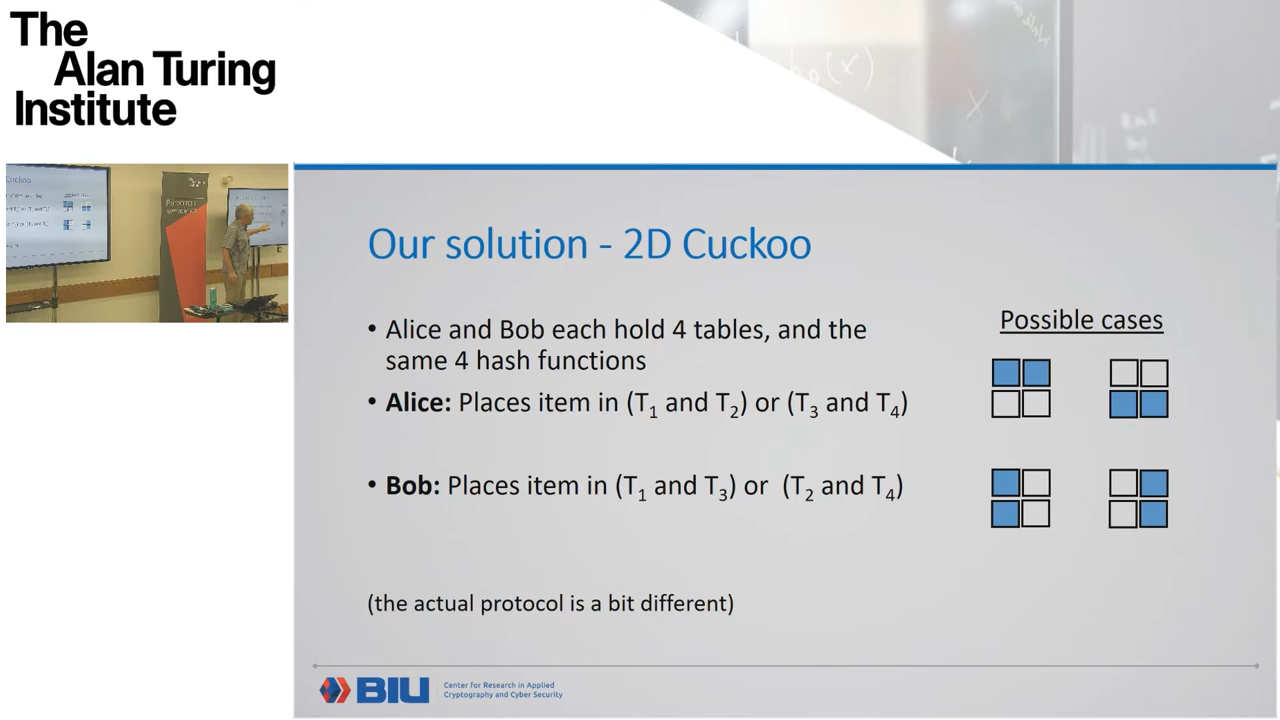 The
Alan Turing
Institute
Our solution - 2D Cuckoo
• Alice and Bob each hold 4 tables, and the
same 4 hash functions
• Alice: Places item in (T₁ and T₂) or (T₃ and T₄)
• Bob: Places item in (T₁ and T₃) or (T₂ and T₄)
(the actual protocol is a bit different)
Possible cases
BIU
Center for Research in Applied
Cryptography and Cyber Security